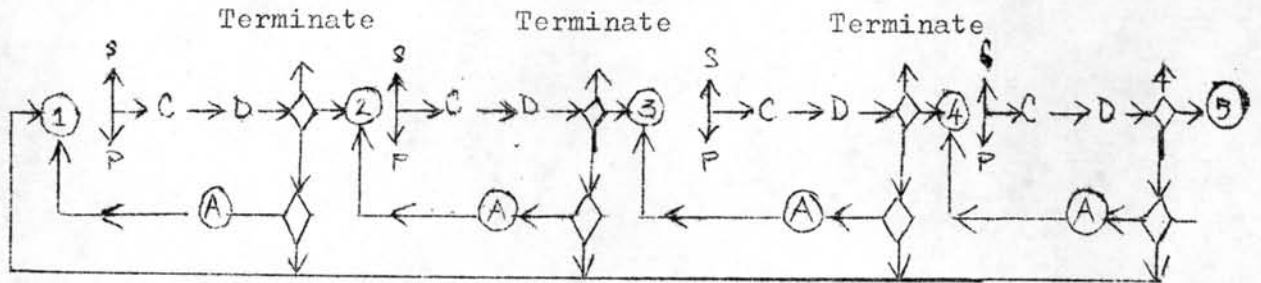 Terminate Terminate Terminate
S S S S
1 C D 2 C D 3 C D 4 C D 5
P P P P
A A A A